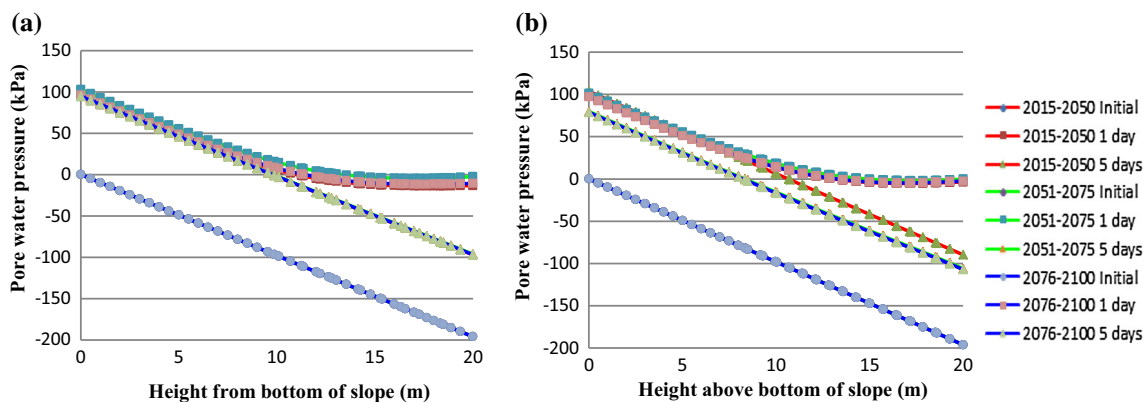 (a)
150
100
50
0
-50
-100
-150
-200
Pore water pressure (kPa)
0 5 10 15 20
Height from bottom of slope (m)
(b)
150
100
50
0
-50
-100
-150
-200
Pore water pressure (kPa)
0 5 10 15 20
Height above bottom of slope (m)
2015-2050 Initial
2015-2050 1 day
2015-2050 5 days
2051-2075 Initial
2051-2075 1 day
2051-2075 5 days
2076-2100 Initial
2076-2100 1 day
2076-2100 5 days